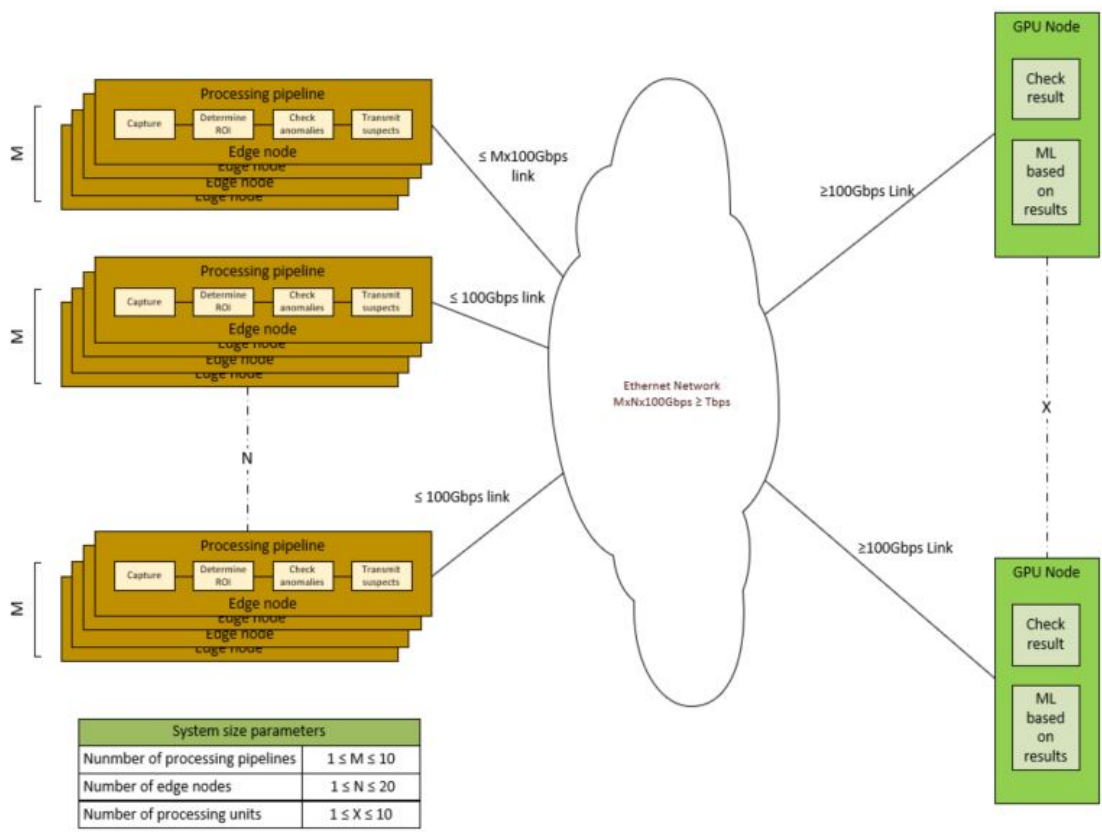 GPU Node
Check
result
ML
based
on
results
M
Processing pipeline
Capture
Determine
ROI
Check
anomalies
Transmit
suspects
Edge node
Edge node
Edge node
Edge node
≤ Mx100Gbps
link
≥100Gbps Link
M
Processing pipeline
Capture
Determine
ROI
Check
anomalies
Transmit
suspects
Edge node
Edge node
Edge node
Edge node
≤ 100Gbps link
Ethernet Network
MxNx100Gbps ≥ Tbps
X
N
≤ 100Gbps link
≥100Gbps Link
M
Processing pipeline
Capture
Determine
ROI
Check
anomalies
Transmit
suspects
Edge node
Edge node
Edge node
Edge node
GPU Node
Check
result
ML
based
on
results
System size parameters
Nunmber of processing pipelines 1 ≤ M ≤ 10
Number of edge nodes 1 ≤ N ≤ 20
Number of processing units 1 ≤ X ≤ 10